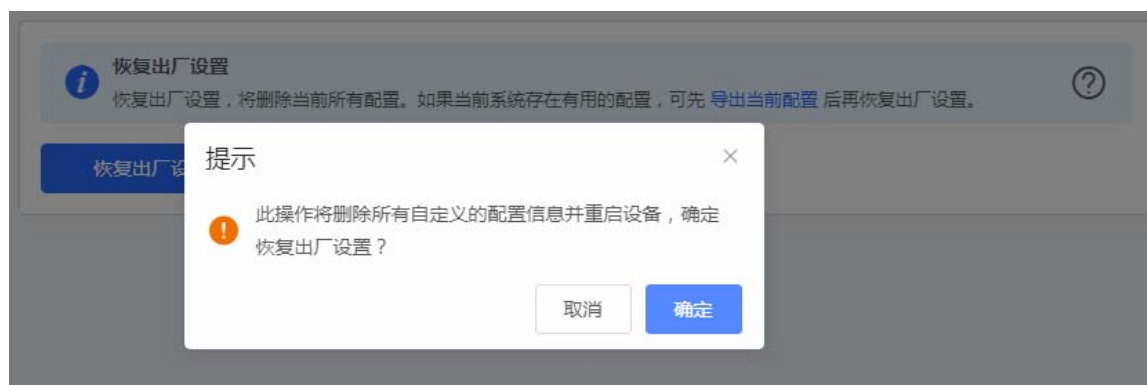 恢复出厂设置
恢复出厂设置，将删除当前所有配置。如果当前系统存在有用的配置，可先 导出当前配置 后再恢复出厂设置。
恢复出厂设
提示
此操作将删除所有自定义的配置信息并重启设备，确定
恢复出厂设置？
取消
确定